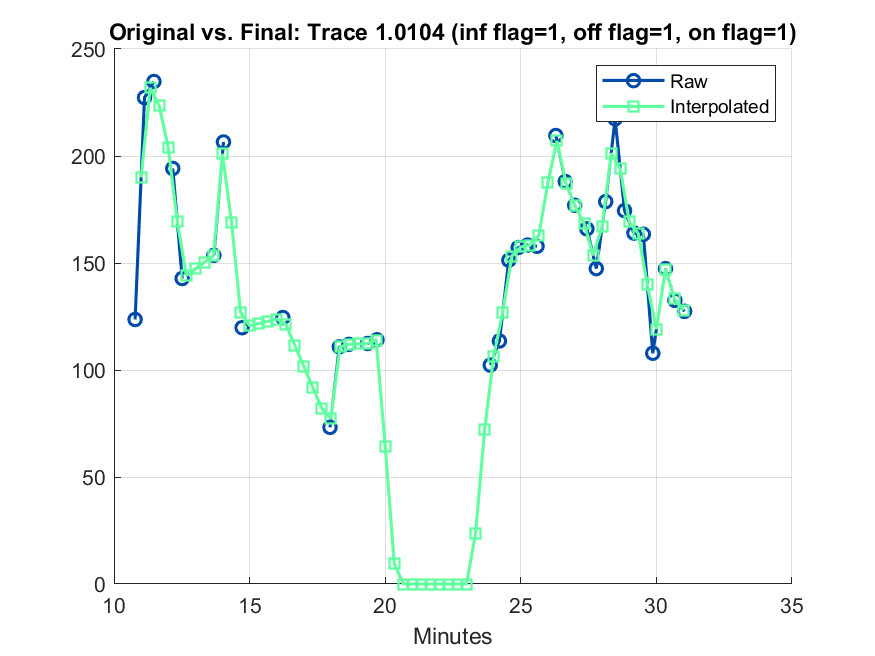 Original vs. Final: Trace 1.0104 (inf flag=1, off flag=1, on flag=1)
250
200
150
100
50
0
10 15 20 25 30 35
Minutes
Raw
Interpolated